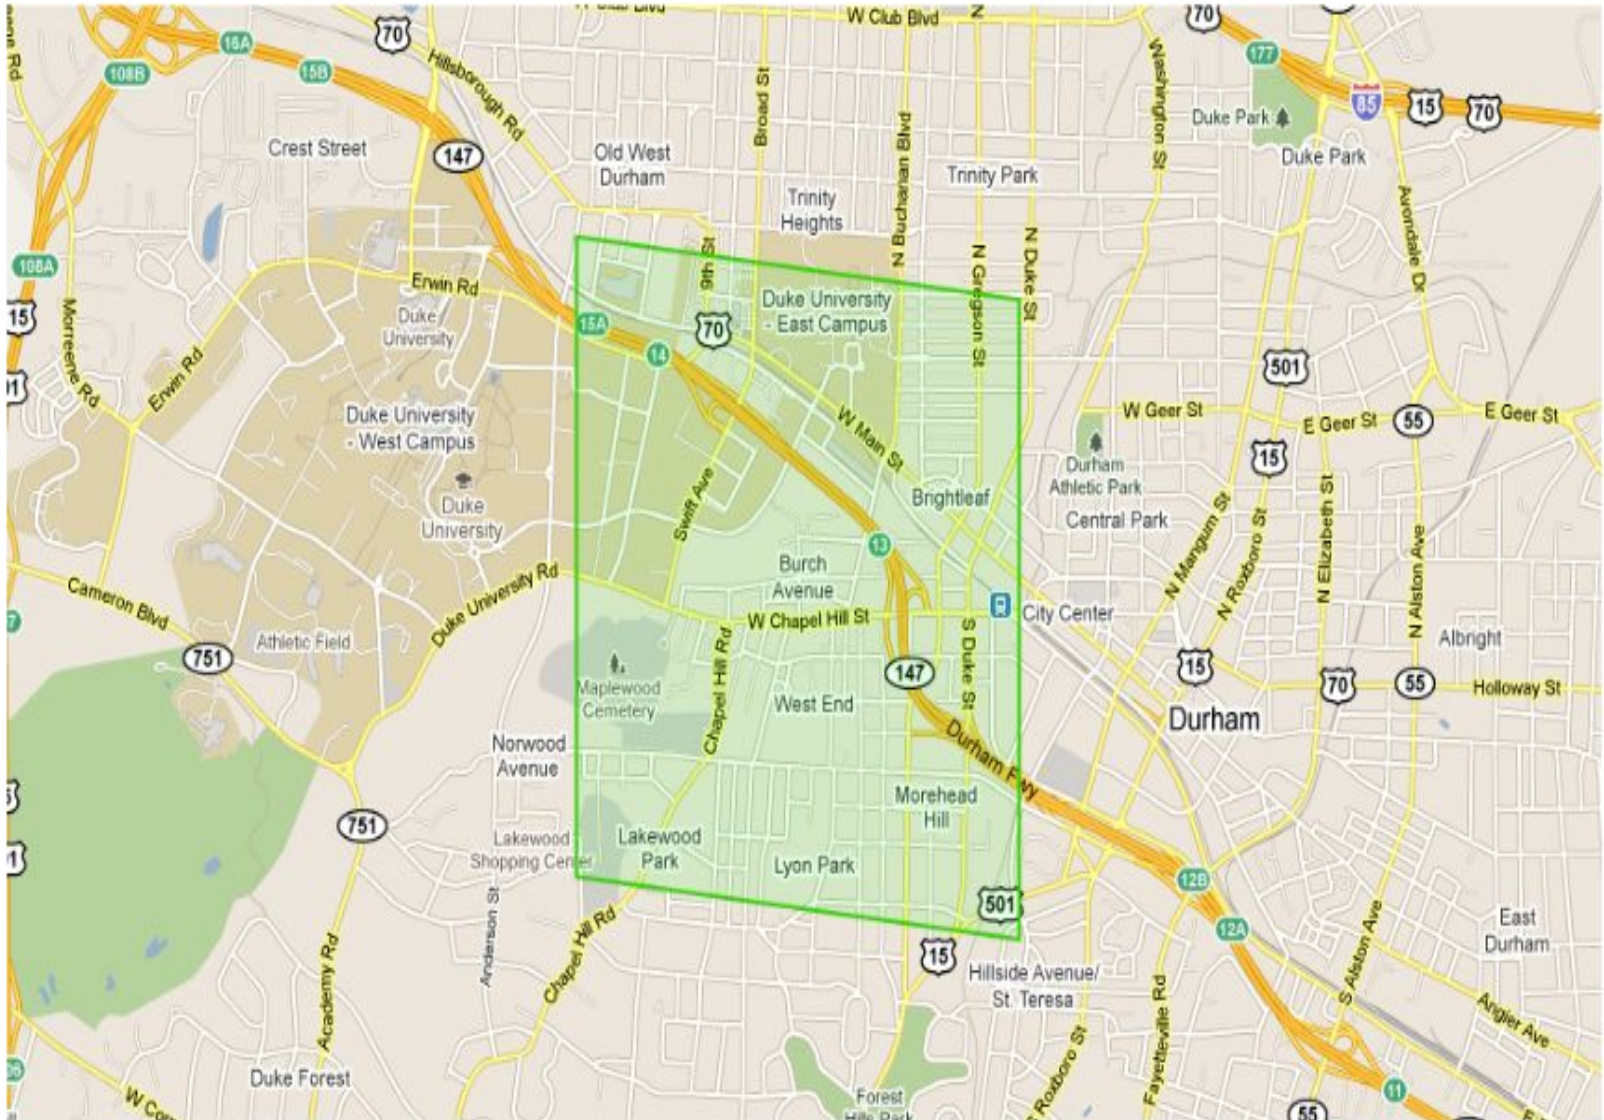 W Club Blvd
W Club Blvd
N
70
70
16A
177
108B
15B
Hillsborough Rd
Washington St
Broad St
85
15
70
Duke Park
N Buchanan Blvd
Crest Street
147
Old West
Durham
Duke Park
Trinity Park
Trinity
Heights
Avondale Dr
9th St
N Gregson St
N Duke St
108A
Erwin Rd
15
Morreene Rd
Duke
University
15A
70
14
Duke University
- East Campus
Erwin Rd
501
W Geer St
E Geer St
55
E Geer St
Duke University
- West Campus
W Main St
15
Durham
Athletic Park
Swift Ave
Brightleaf
Duke
University
Central Park
N Mangum St
N Roxboro St
N Elizabeth St
N Alston Ave
13
Burch
Avenue
Cameron Blvd
Duke University Rd
W Chapel Hill St
City Center
751
Athletic Field
Albright
147
S Duke St
15
70
55
Holloway St
Maplewood
Cemetery
Chapel Hill Rd
West End
Durham
Norwood
Avenue
Durham Fwy
Morehead
Hill
751
Lakewood
Shopping Center
Lakewood
Park
Lyon Park
12B
501
Anderson St
Chapel Hill Rd
12A
East
Durham
15
Hillside Avenue/
St. Teresa
Academy Rd
Fayetteville Rd
S Alston Ave
Angier Ave
Duke Forest
S Roxboro St
11
Forest
Hills Park
55